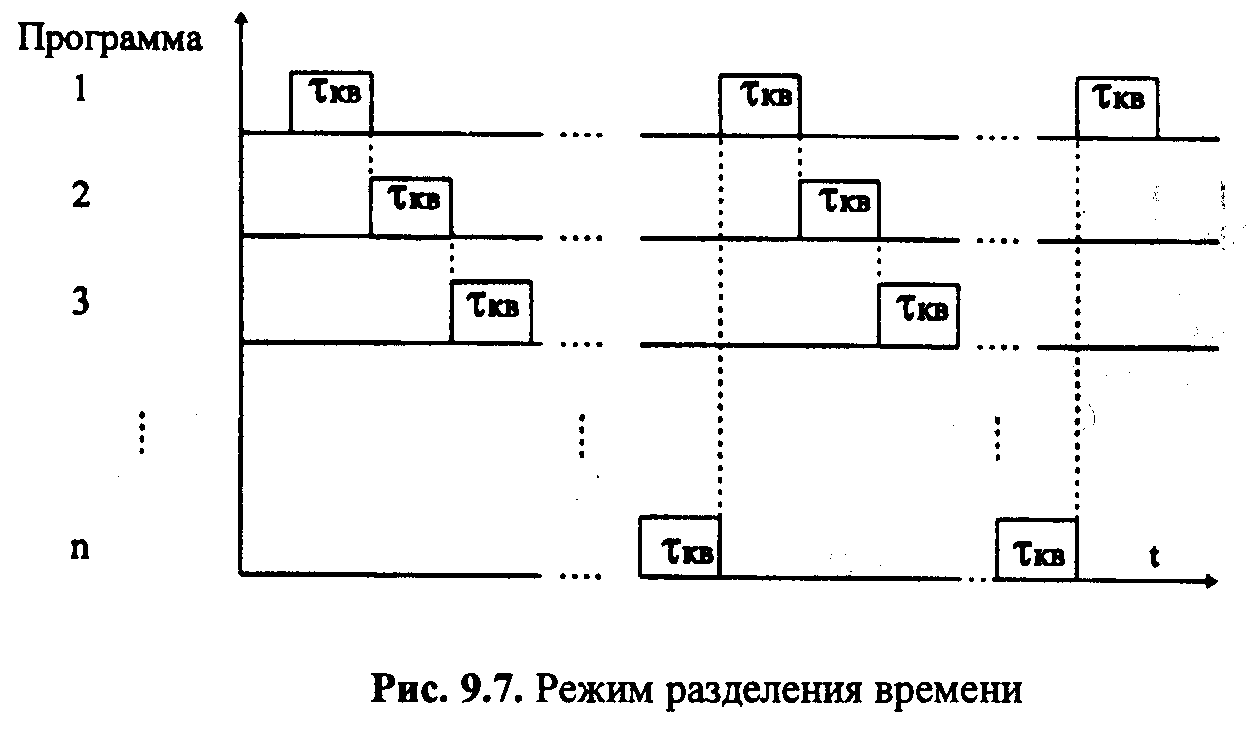 Программа
1 τкв τкв τкв
2 τкв τкв
3 τкв τкв
n τкв τкв t
Рис. 9.7. Режим разделения времени